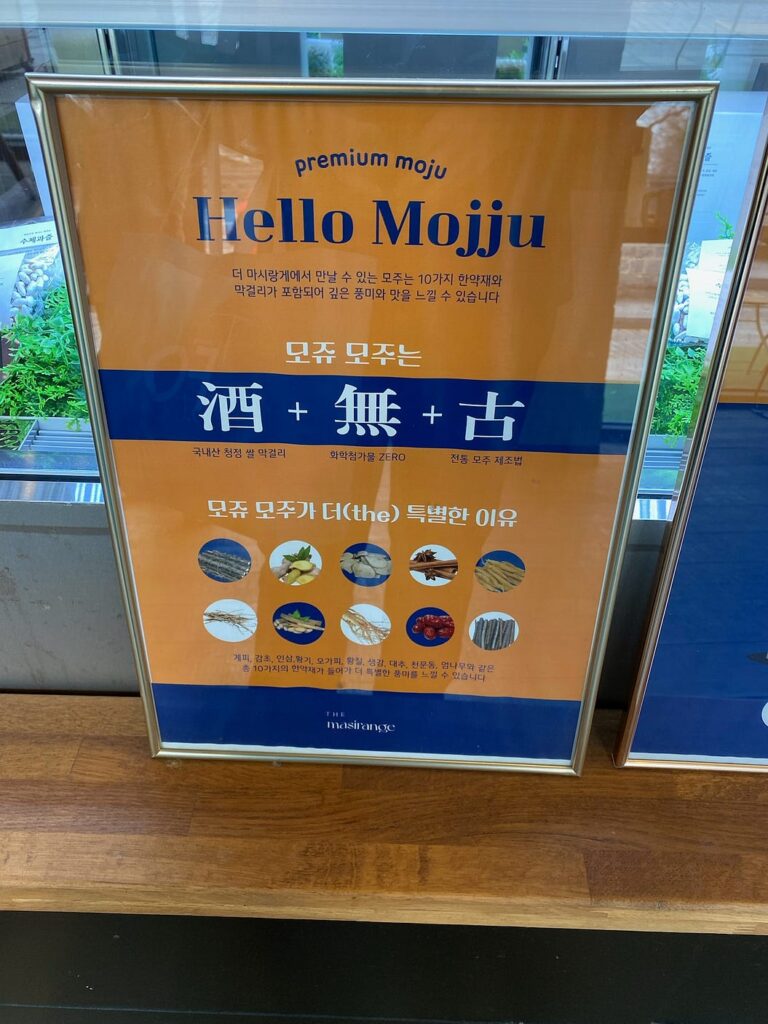 premium moju
Hello Mojju
더 마시랑게에서 만날 수 있는 모주는 10가지 한약재와
막걸리가 포함되어 깊은 풍미와 맛을 느낄 수 있습니다
모쥬 모주는
酒 + 無 + 古
국내산 청정 쌀 막걸리 화학첨가물 ZERO 전통 모주 제조법
모쥬 모주가 더(the) 특별한 이유
계피, 감초, 인삼,황기, 오가피, 황칠, 생강, 대추, 천문동, 엄나무와 같은
총 10가지의 한약재가 들어가 더 특별한 풍미를 느낄 수 있습니다
THE
masirange
수제과줄